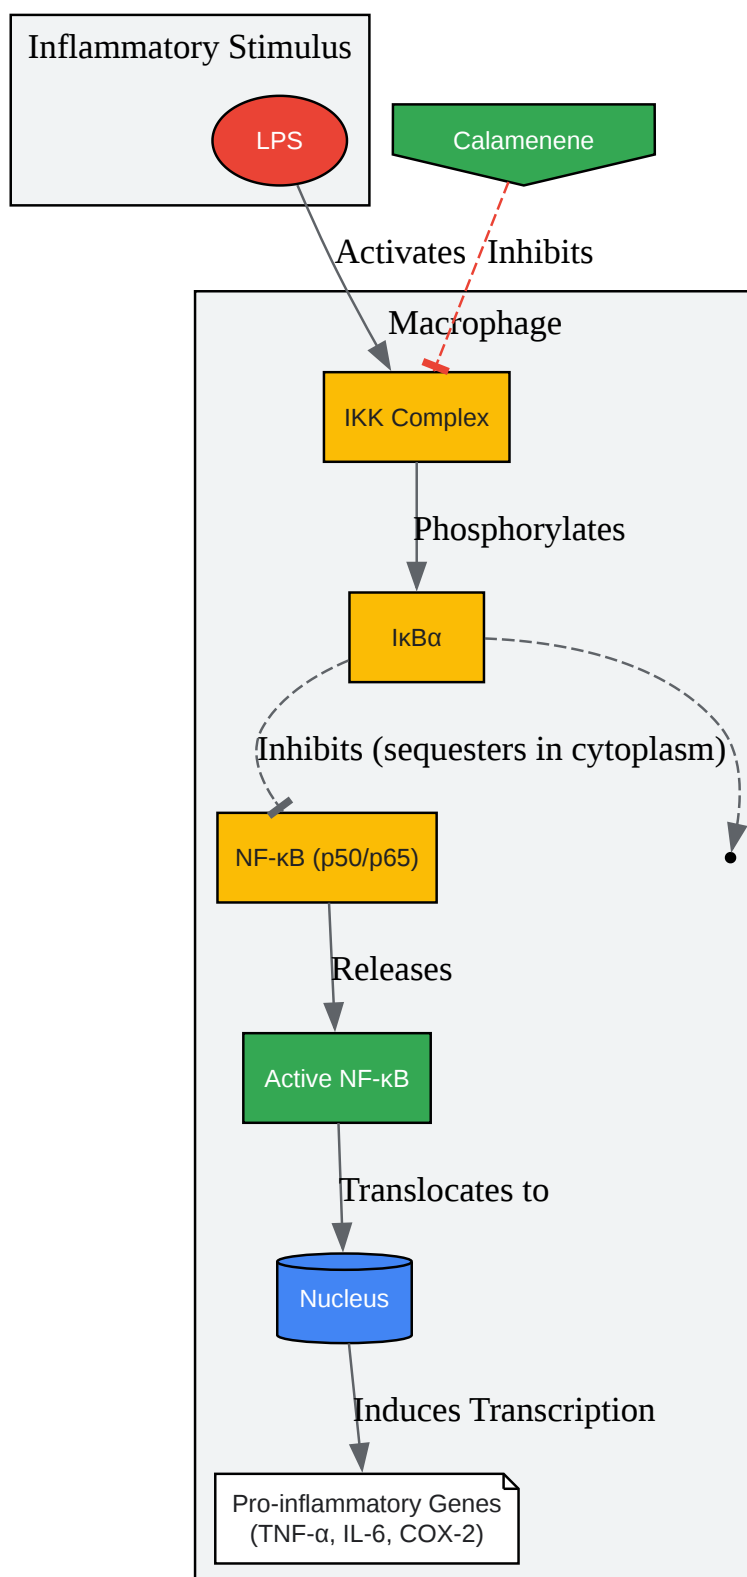 Inflammatory Stimulus
LPS
Calamenene
Activates
Inhibits
Macrophage
IKK Complex
Phosphorylates
IκBα
Inhibits (sequesters in cytoplasm)
NF-κB (p50/p65)
Releases
Active NF-κB
Translocates to
Nucleus
Induces Transcription
Pro-inflammatory Genes
(TNF-α, IL-6, COX-2)